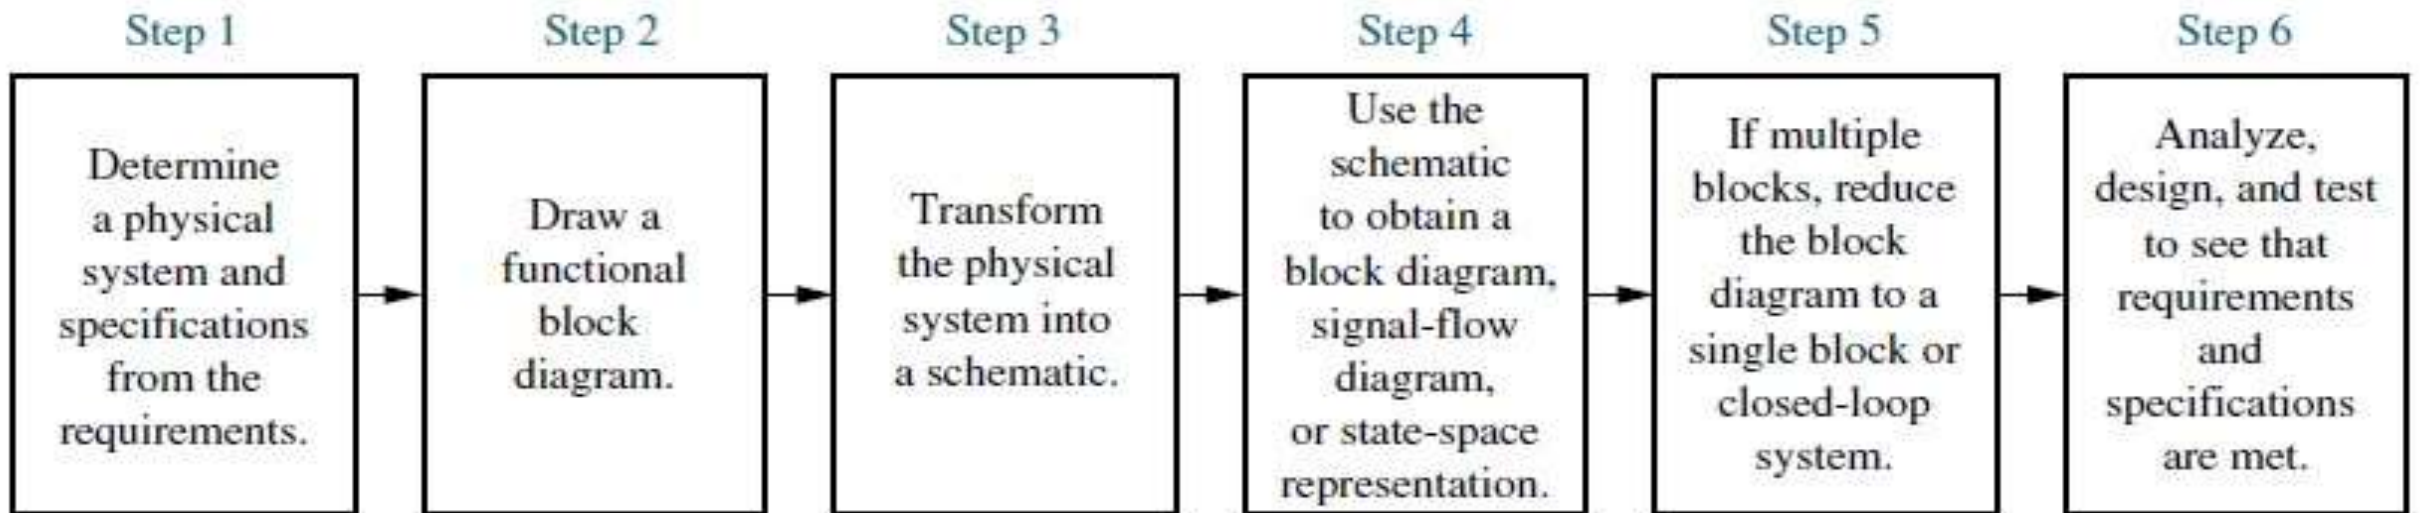 Step 1
Determine
a physical
system and
specifications
from the
requirements.
Step 2
Draw a
functional
block
diagram.
Step 3
Transform
the physical
system into
a schematic.
Step 4
Use the
schematic
to obtain a
block diagram,
signal-flow
diagram,
or state-space
representation.
Step 5
If multiple
blocks, reduce
the block
diagram to a
single block or
closed-loop
system.
Step 6
Analyze,
design, and test
to see that
requirements
and
specifications
are met.